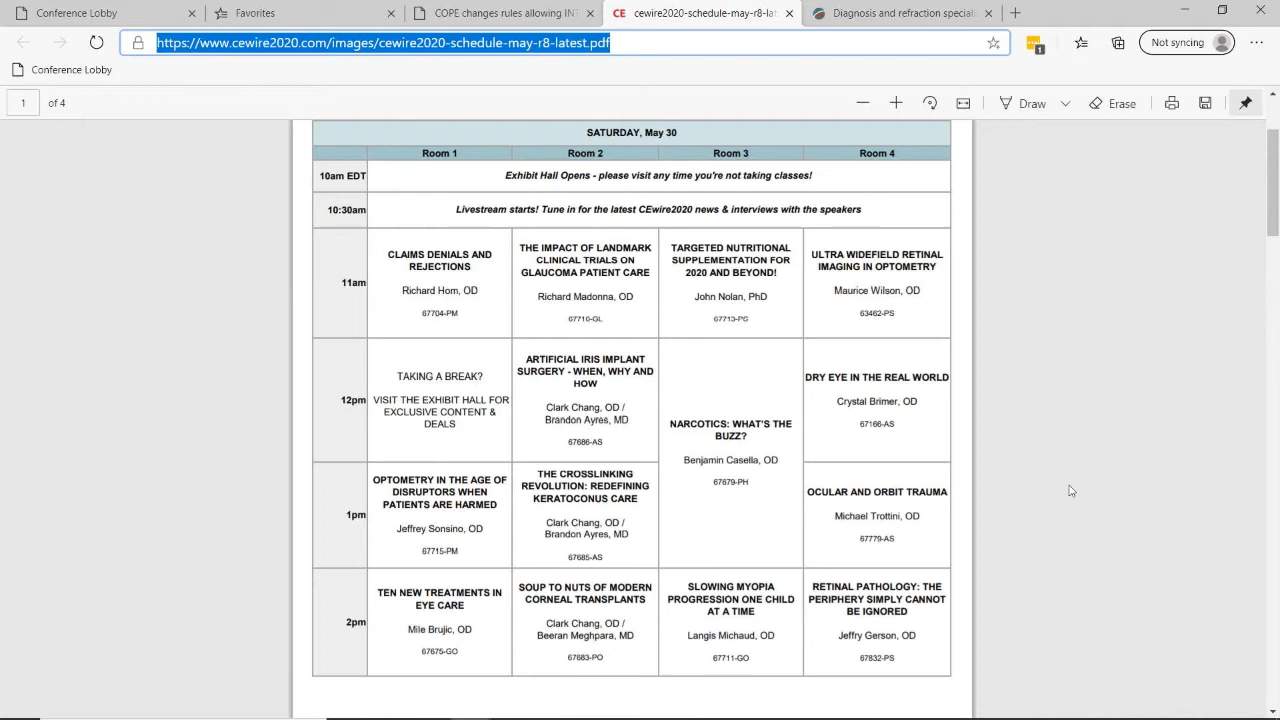 Conference Lobby
Favorites
COPE changes rules allowing INT
CE
cewire2020-schedule-may-r8-lat
Diagnosis and refraction speciali
https://www.cewire2020.com/images/cewire2020-schedule-may-r8-latest.pdf
1
Not syncing
Conference Lobby
1 of 4
Draw
Erase
SATURDAY, May 30
Room 1 Room 2 Room 3 Room 4
10am EDT
Exhibit Hall Opens - please visit any time you're not taking classes!
10:30am
Livestream starts! Tune in for the latest CEwire2020 news & interviews with the speakers
11am
CLAIMS DENIALS AND
REJECTIONS
Richard Hom, OD
67704-PM
THE IMPACT OF LANDMARK
CLINICAL TRIALS ON
GLAUCOMA PATIENT CARE
Richard Madonna, OD
67710-GL
TARGETED NUTRITIONAL
SUPPLEMENTATION FOR
2020 AND BEYOND!
John Nolan, PhD
67713-PS
ULTRA WIDEFIELD RETINAL
IMAGING IN OPTOMETRY
Maurice Wilson, OD
63462-PS
12pm
TAKING A BREAK?
VISIT THE EXHIBIT HALL FOR
EXCLUSIVE CONTENT &
DEALS
ARTIFICIAL IRIS IMPLANT
SURGERY - WHEN, WHY AND
HOW
Clark Chang, OD /
Brandon Ayres, MD
67686-AS
NARCOTICS: WHAT'S THE
BUZZ?
Benjamin Casella, OD
67679-PH
DRY EYE IN THE REAL WORLD
Crystal Brimer, OD
67166-AS
1pm
OPTOMETRY IN THE AGE OF
DISRUPTORS WHEN
PATIENTS ARE HARMED
Jeffrey Sonsino, OD
67715-PM
THE CROSSLINKING
REVOLUTION: REDEFINING
KERATOCONUS CARE
Clark Chang, OD /
Brandon Ayres, MD
67685-AS
OCULAR AND ORBIT TRAUMA
Michael Trottini, OD
67779-AS
2pm
TEN NEW TREATMENTS IN
EYE CARE
Mile Brujic, OD
67675-GO
SOUP TO NUTS OF MODERN
CORNEAL TRANSPLANTS
Clark Chang, OD /
Beeran Meghpara, MD
67683-PO
SLOWING MYOPIA
PROGRESSION ONE CHILD
AT A TIME
Langis Michaud, OD
67711-GO
RETINAL PATHOLOGY: THE
PERIPHERY SIMPLY CANNOT
BE IGNORED
Jeffry Gerson, OD
67832-PS